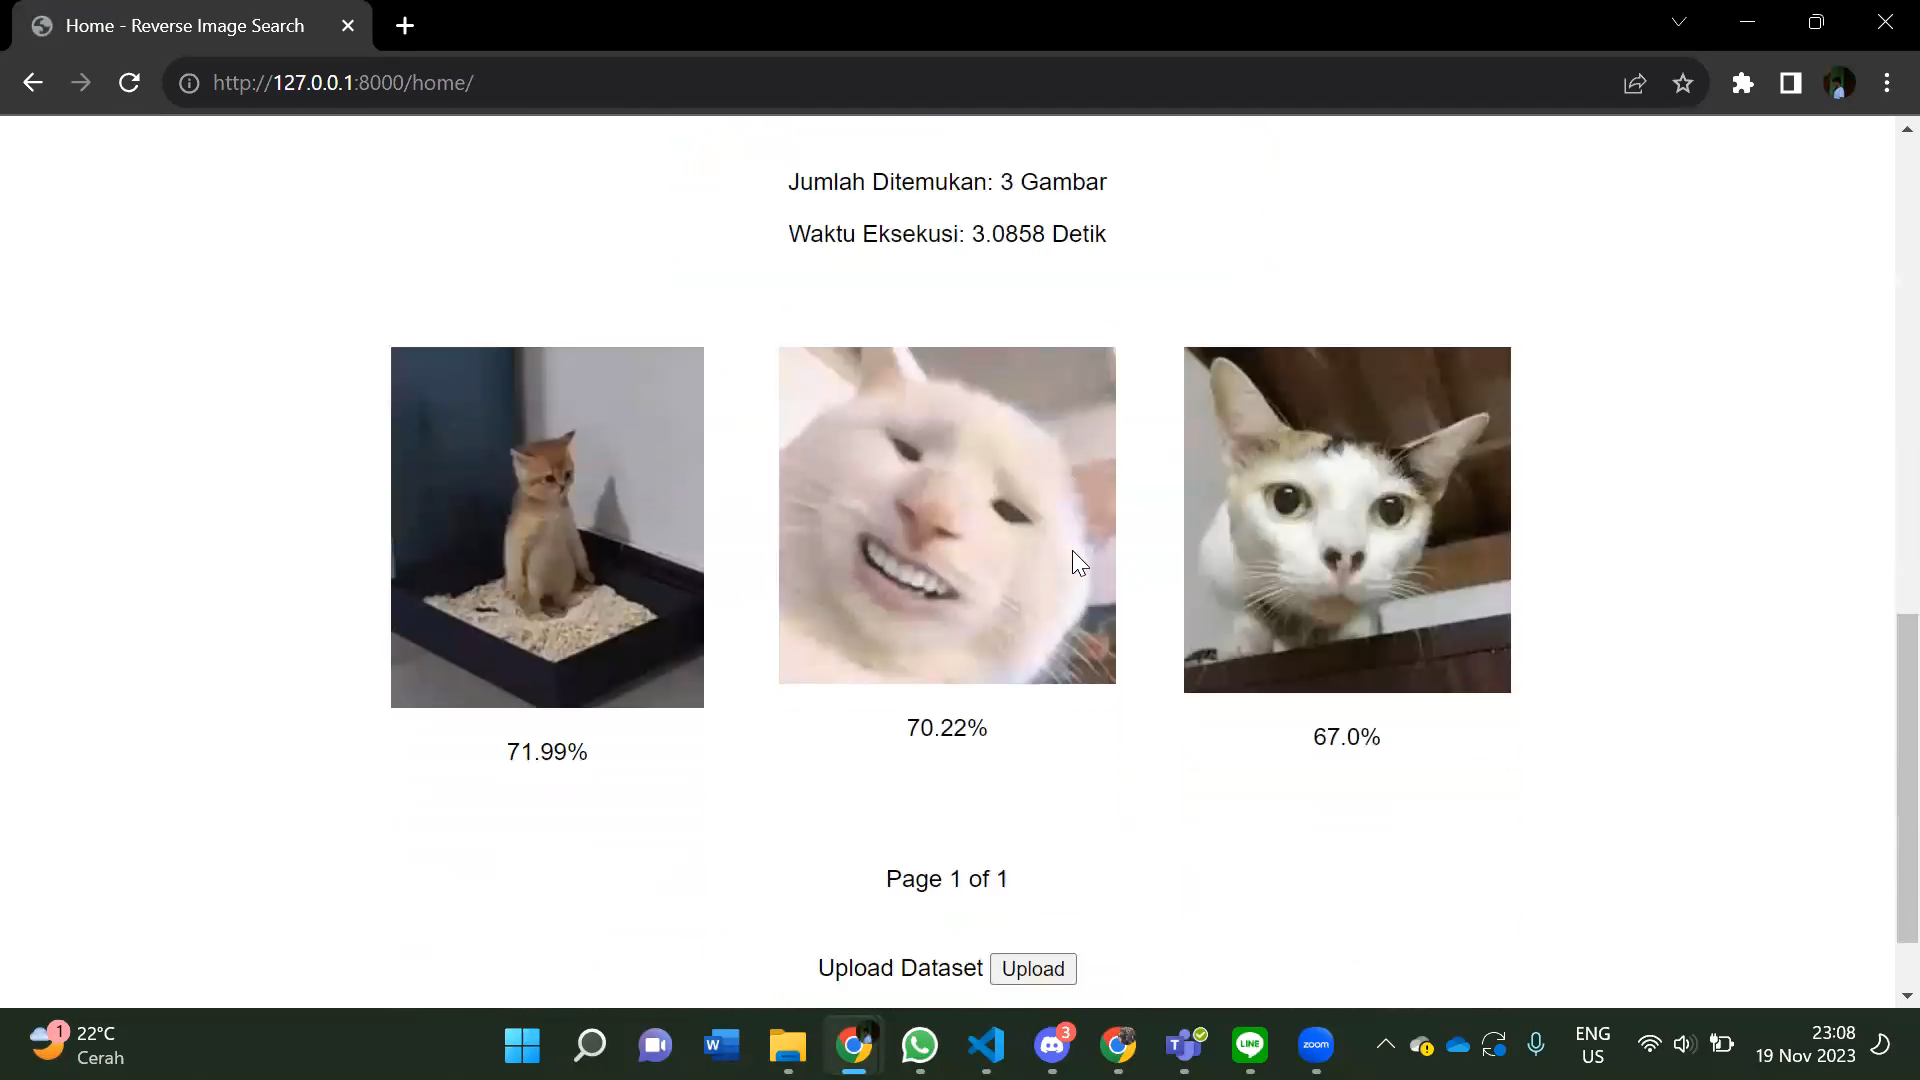 Home - Reverse Image Search
http://127.0.0.1:8000/home/
Jumlah Ditemukan: 3 Gambar
Waktu Eksekusi: 3.0858 Detik
71.99%
70.22%
67.0%
Page 1 of 1
Upload Dataset Upload
1
22°C
Cerah
W
3
T
LINE
zoom
ENG
US
23:08
19 Nov 2023